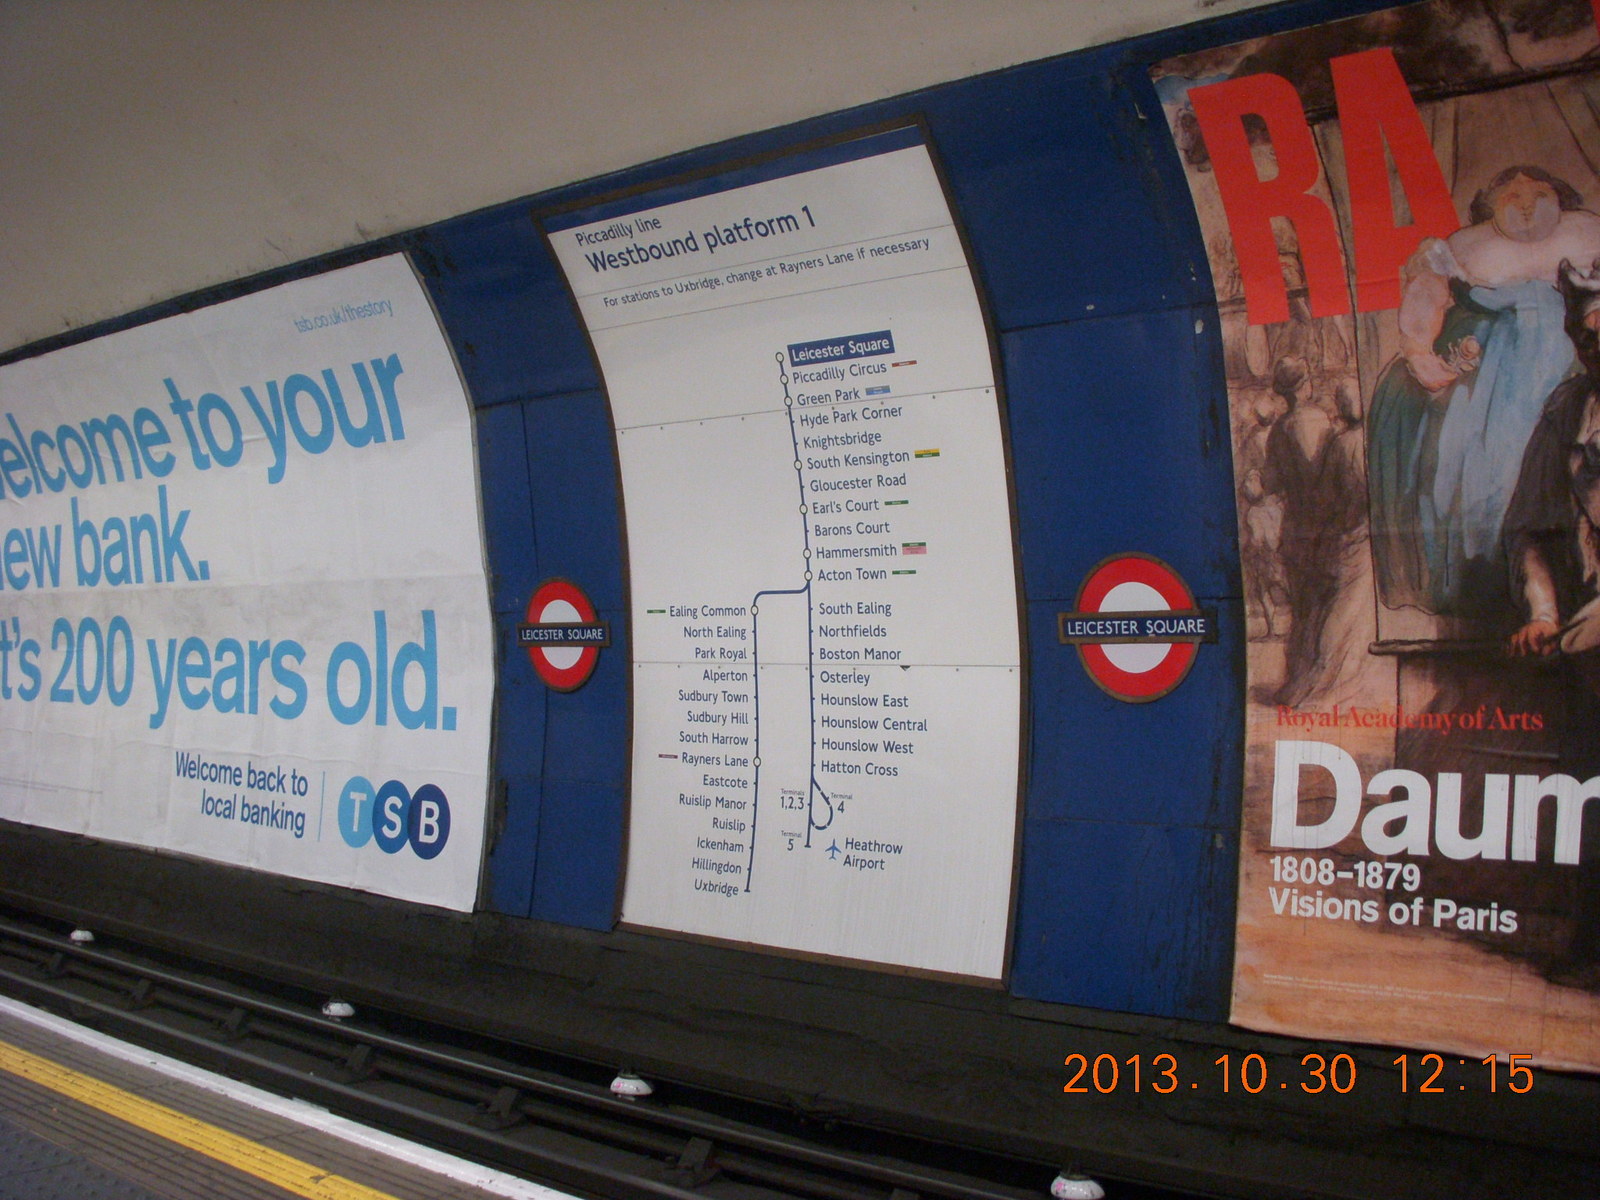 tsb.co.uk/thestory
elcome to your
ew bank.
t's 200 years old.
Welcome back to
local banking
TSB
LEICESTER SQUARE
Piccadilly line
Westbound platform 1
For stations to Uxbridge, change at Rayners Lane if necessary
Leicester Square
Piccadilly Circus
Green Park
Hyde Park Corner
Knightsbridge
South Kensington
Gloucester Road
Earl's Court
Barons Court
Hammersmith
Acton Town
Ealing Common
North Ealing
Park Royal
Alperton
Sudbury Town
Sudbury Hill
South Harrow
Rayners Lane
Eastcote
Ruislip Manor
Ruislip
Ickenham
Hillingdon
Uxbridge
South Ealing
Northfields
Boston Manor
Osterley
Hounslow East
Hounslow Central
Hounslow West
Hatton Cross
Terminals
1,2,3
Terminal
4
Terminal
5
Heathrow
Airport
LEICESTER SQUARE
RA
Royal Academy of Arts
Daum
1808–1879
Visions of Paris
2013.10.30 12:15